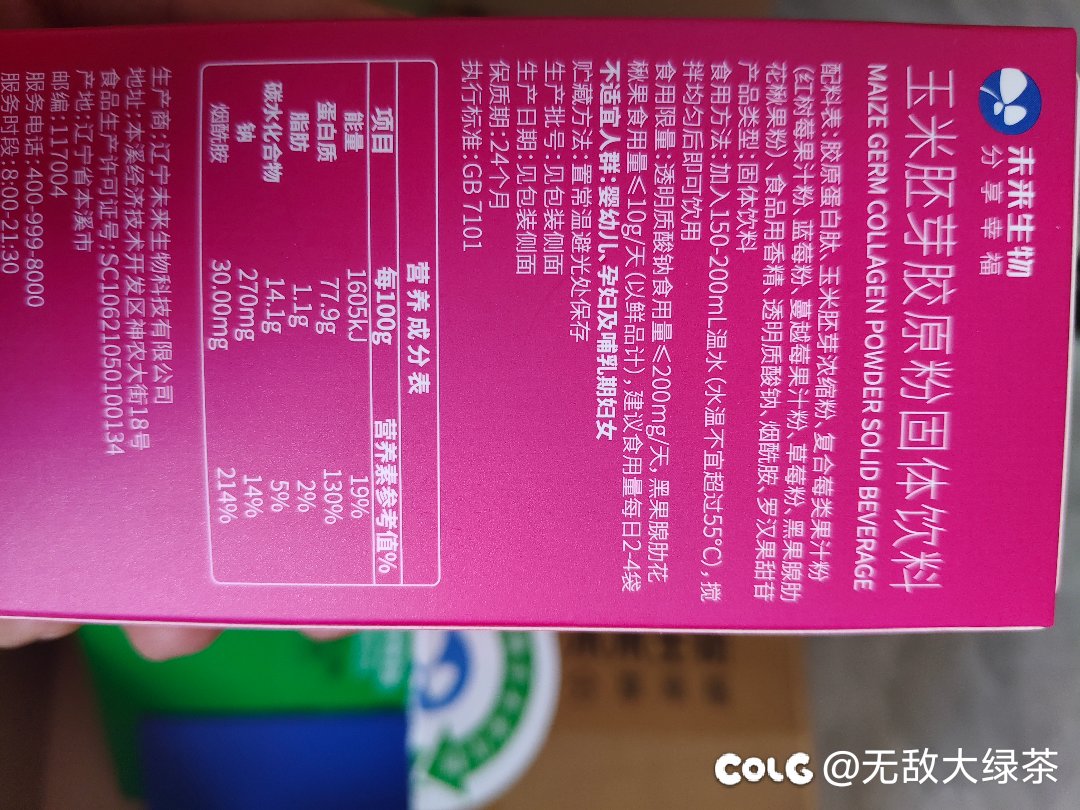 未来生物
分享幸福
玉米胚芽胶原粉固体饮料
MAIZE GERM COLLAGEN POWDER SOLID BEVERAGE
配料表:胶原蛋白肽、玉米胚芽浓缩粉、复合莓类果汁粉
(红树莓果汁粉、蓝莓粉、蔓越莓果汁粉、草莓粉、黑果腺肋
花楸果粉)、食品用香精、透明质酸钠、烟酰胺、罗汉果甜苷
产品类型:固体饮料
食用方法:加入150-200mL温水(水温不宜超过55°C),搅
拌均匀后即可饮用
食用限量:透明质酸钠食用量≤200mg/天,黑果腺肋花
楸果食用量≤10g/天(以鲜品计),建议食用量每日2-4袋
不适宜人群:婴幼儿、孕妇及哺乳期妇女
贮藏方法:置常温避光处保存
生产批号:见包装侧面
生产日期:见包装侧面
保质期:24个月
执行标准:GB 7101
营养成分表
项目 每100g 营养素参考值%
能量 1605kJ 19%
蛋白质 77.9g 130%
脂肪 1.1g 2%
碳水化合物 14.1g 5%
钠 270mg 14%
烟酰胺 30.00mg 214%
生产商:辽宁未来生物科技有限公司
地址:本溪经济技术开发区神农大街18号
食品生产许可证号:SC10621050100134
产地:辽宁省本溪市
邮编:117004
服务电话:400-999-8000
服务时段:8:00-21:30
COLG @无敌大绿茶